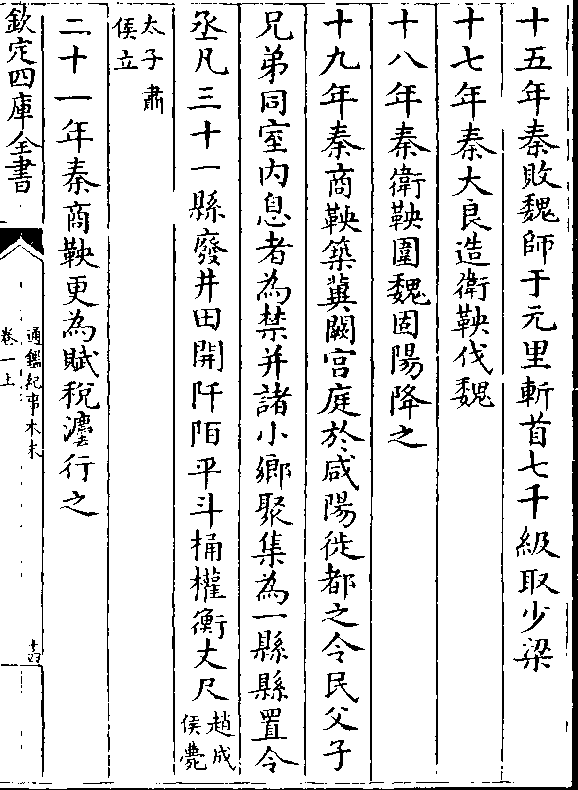 十五年秦敗魏師于元里斬首七千級取少梁
十七年秦大良造衛鞅伐魏
十八年秦衛鞅圍魏固陽降之
十九年秦商鞅築冀闕宫庭於咸陽徙都之令民父子
兄弟同室内息者為禁并諸小鄉聚集為一縣縣置令
丞凡三十一縣廢井田開阡陌平斗桶權衡丈尺趙成侯薨
太子肅侯立
二十一年秦商鞅更為賦稅灋行之
欽定四庫全書
通鑑紀事本末
卷一上
十四